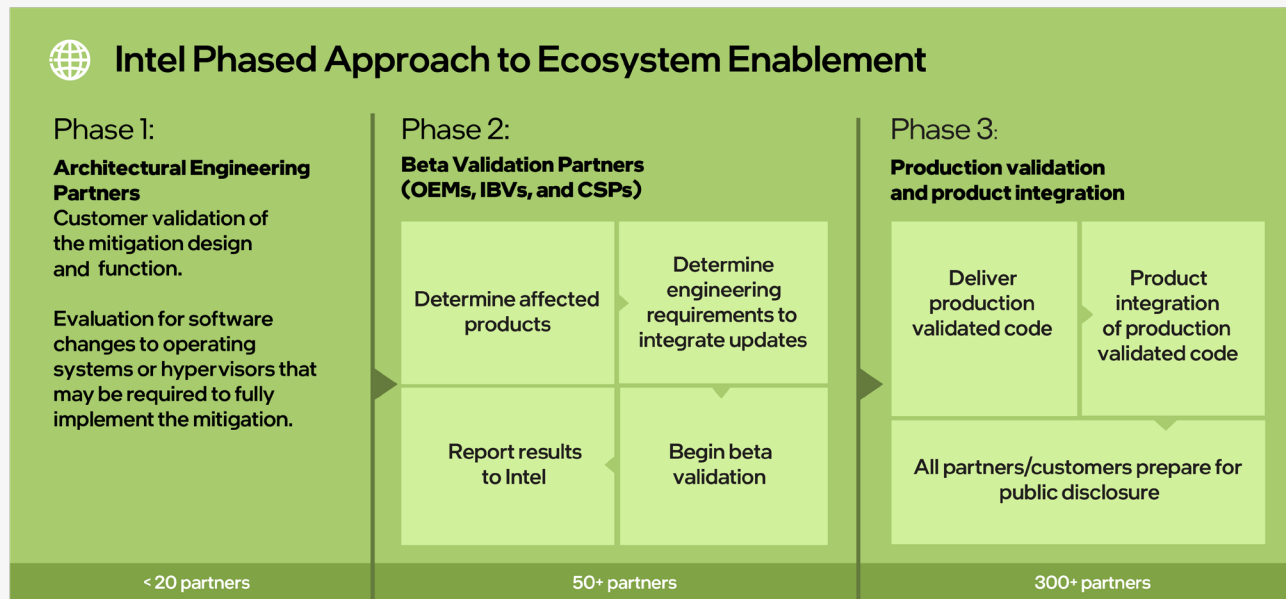 Intel Phased Approach to Ecosystem Enablement
Phase 1:
Architectural Engineering
Partners
Customer validation of
the mitigation design
and function.
Evaluation for software
changes to operating
systems or hypervisors that
may be required to fully
implement the mitigation.
< 20 partners
Phase 2:
Beta Validation Partners
(OEMs, IBVs, and CSPs)
Determine affected
products
Determine
engineering
requirements to
integrate updates
Begin beta
validation
Report results
to Intel
50+ partners
Phase 3:
Production validation
and product integration
Deliver
production
validated code
Product
integration
of production
validated code
All partners/customers prepare for
public disclosure
300+ partners